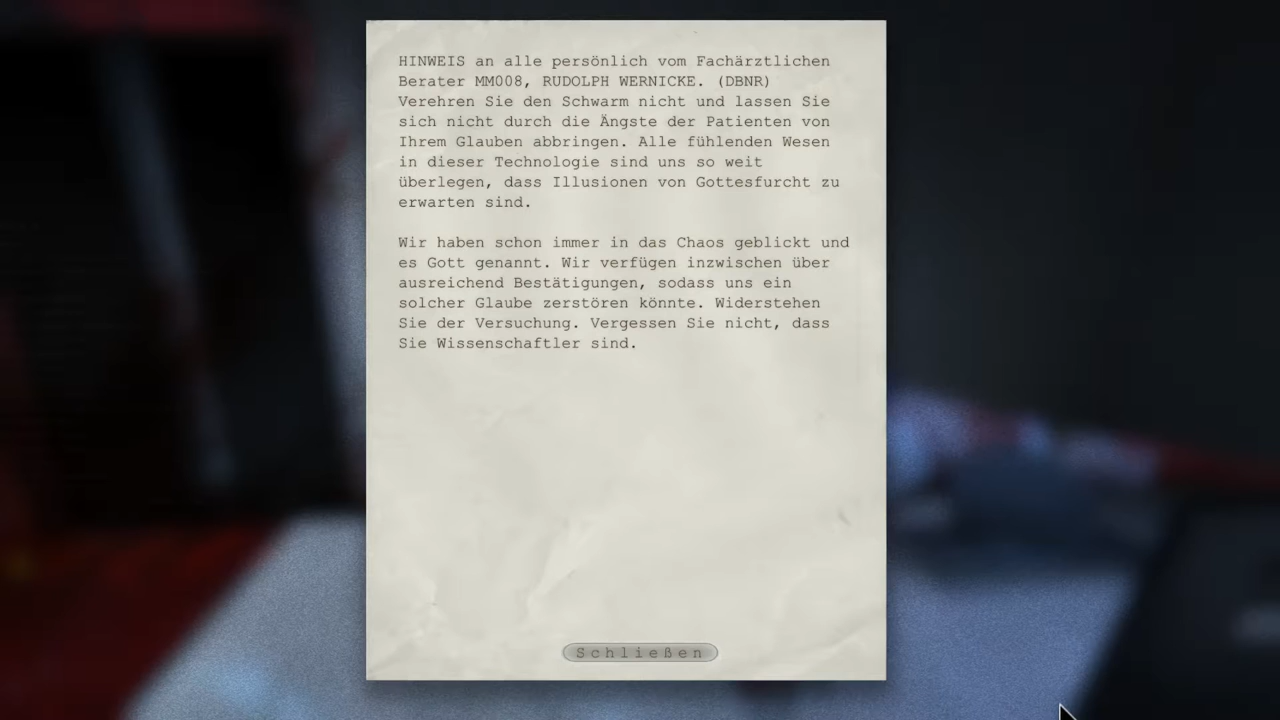 HINWEIS an alle persönlich vom Fachärztlichen
Berater MM008, RUDOLPH WERNICKE. (DBNR)
Verehren Sie den Schwarm nicht und lassen Sie
sich nicht durch die Ängste der Patienten von
Ihrem Glauben abbringen. Alle fühlenden Wesen
in dieser Technologie sind uns so weit
überlegen, dass Illusionen von Gottesfurcht zu
erwarten sind.

Wir haben schon immer in das Chaos geblickt und
es Gott genannt. Wir verfügen inzwischen über
ausreichend Bestätigungen, sodass uns ein
solcher Glaube zerstören könnte. Widerstehen
Sie der Versuchung. Vergessen Sie nicht, dass
Sie Wissenschaftler sind.
Schließen